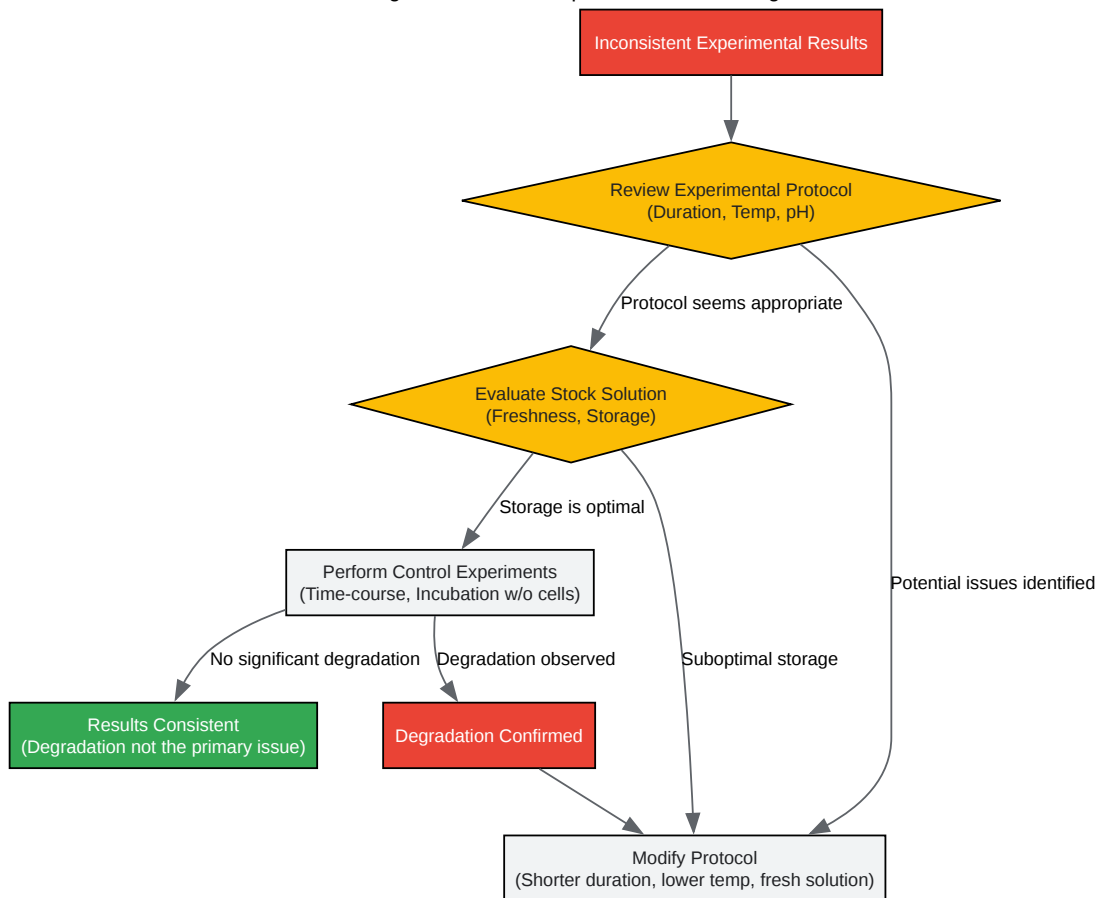 Inconsistent Experimental Results
Review Experimental Protocol
(Duration, Temp, pH)
Protocol seems appropriate
Evaluate Stock Solution
(Freshness, Storage)
Storage is optimal
Perform Control Experiments
(Time-course, Incubation w/o cells)
Potential issues identified
No significant degradation
Degradation observed
Suboptimal storage
Results Consistent
(Degradation not the primary issue)
Degradation Confirmed
Modify Protocol
(Shorter duration, lower temp, fresh solution)